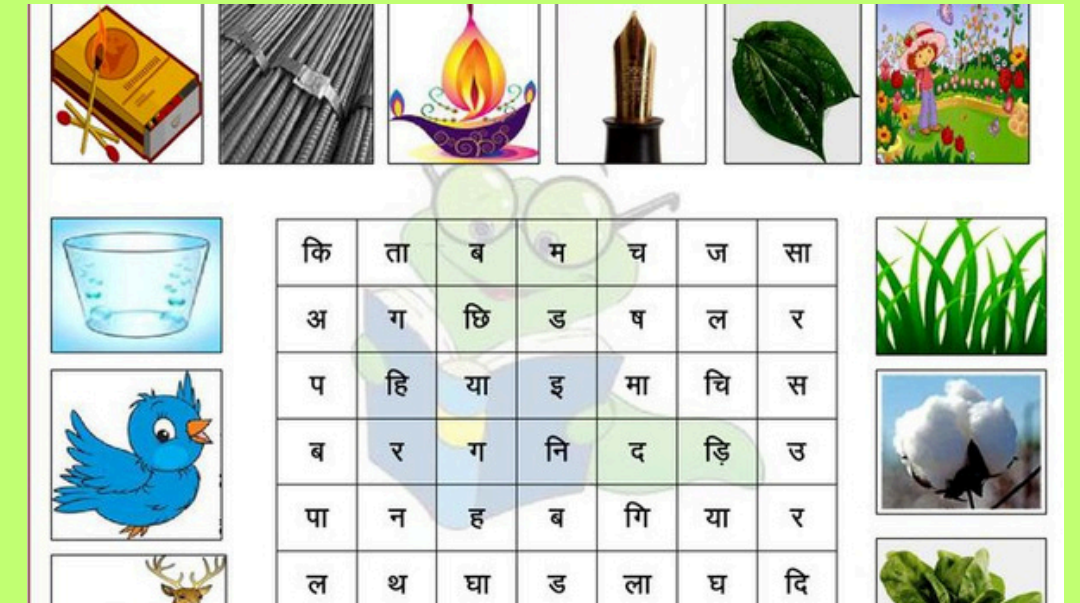 कि ता ब म च ज सा
अ ग छि ड ष ल र
प हि या इ मा चि स
ब र ग नि द ड़ि उ
पा न ह ब गि या र
ल थ घा ड ला घ दि